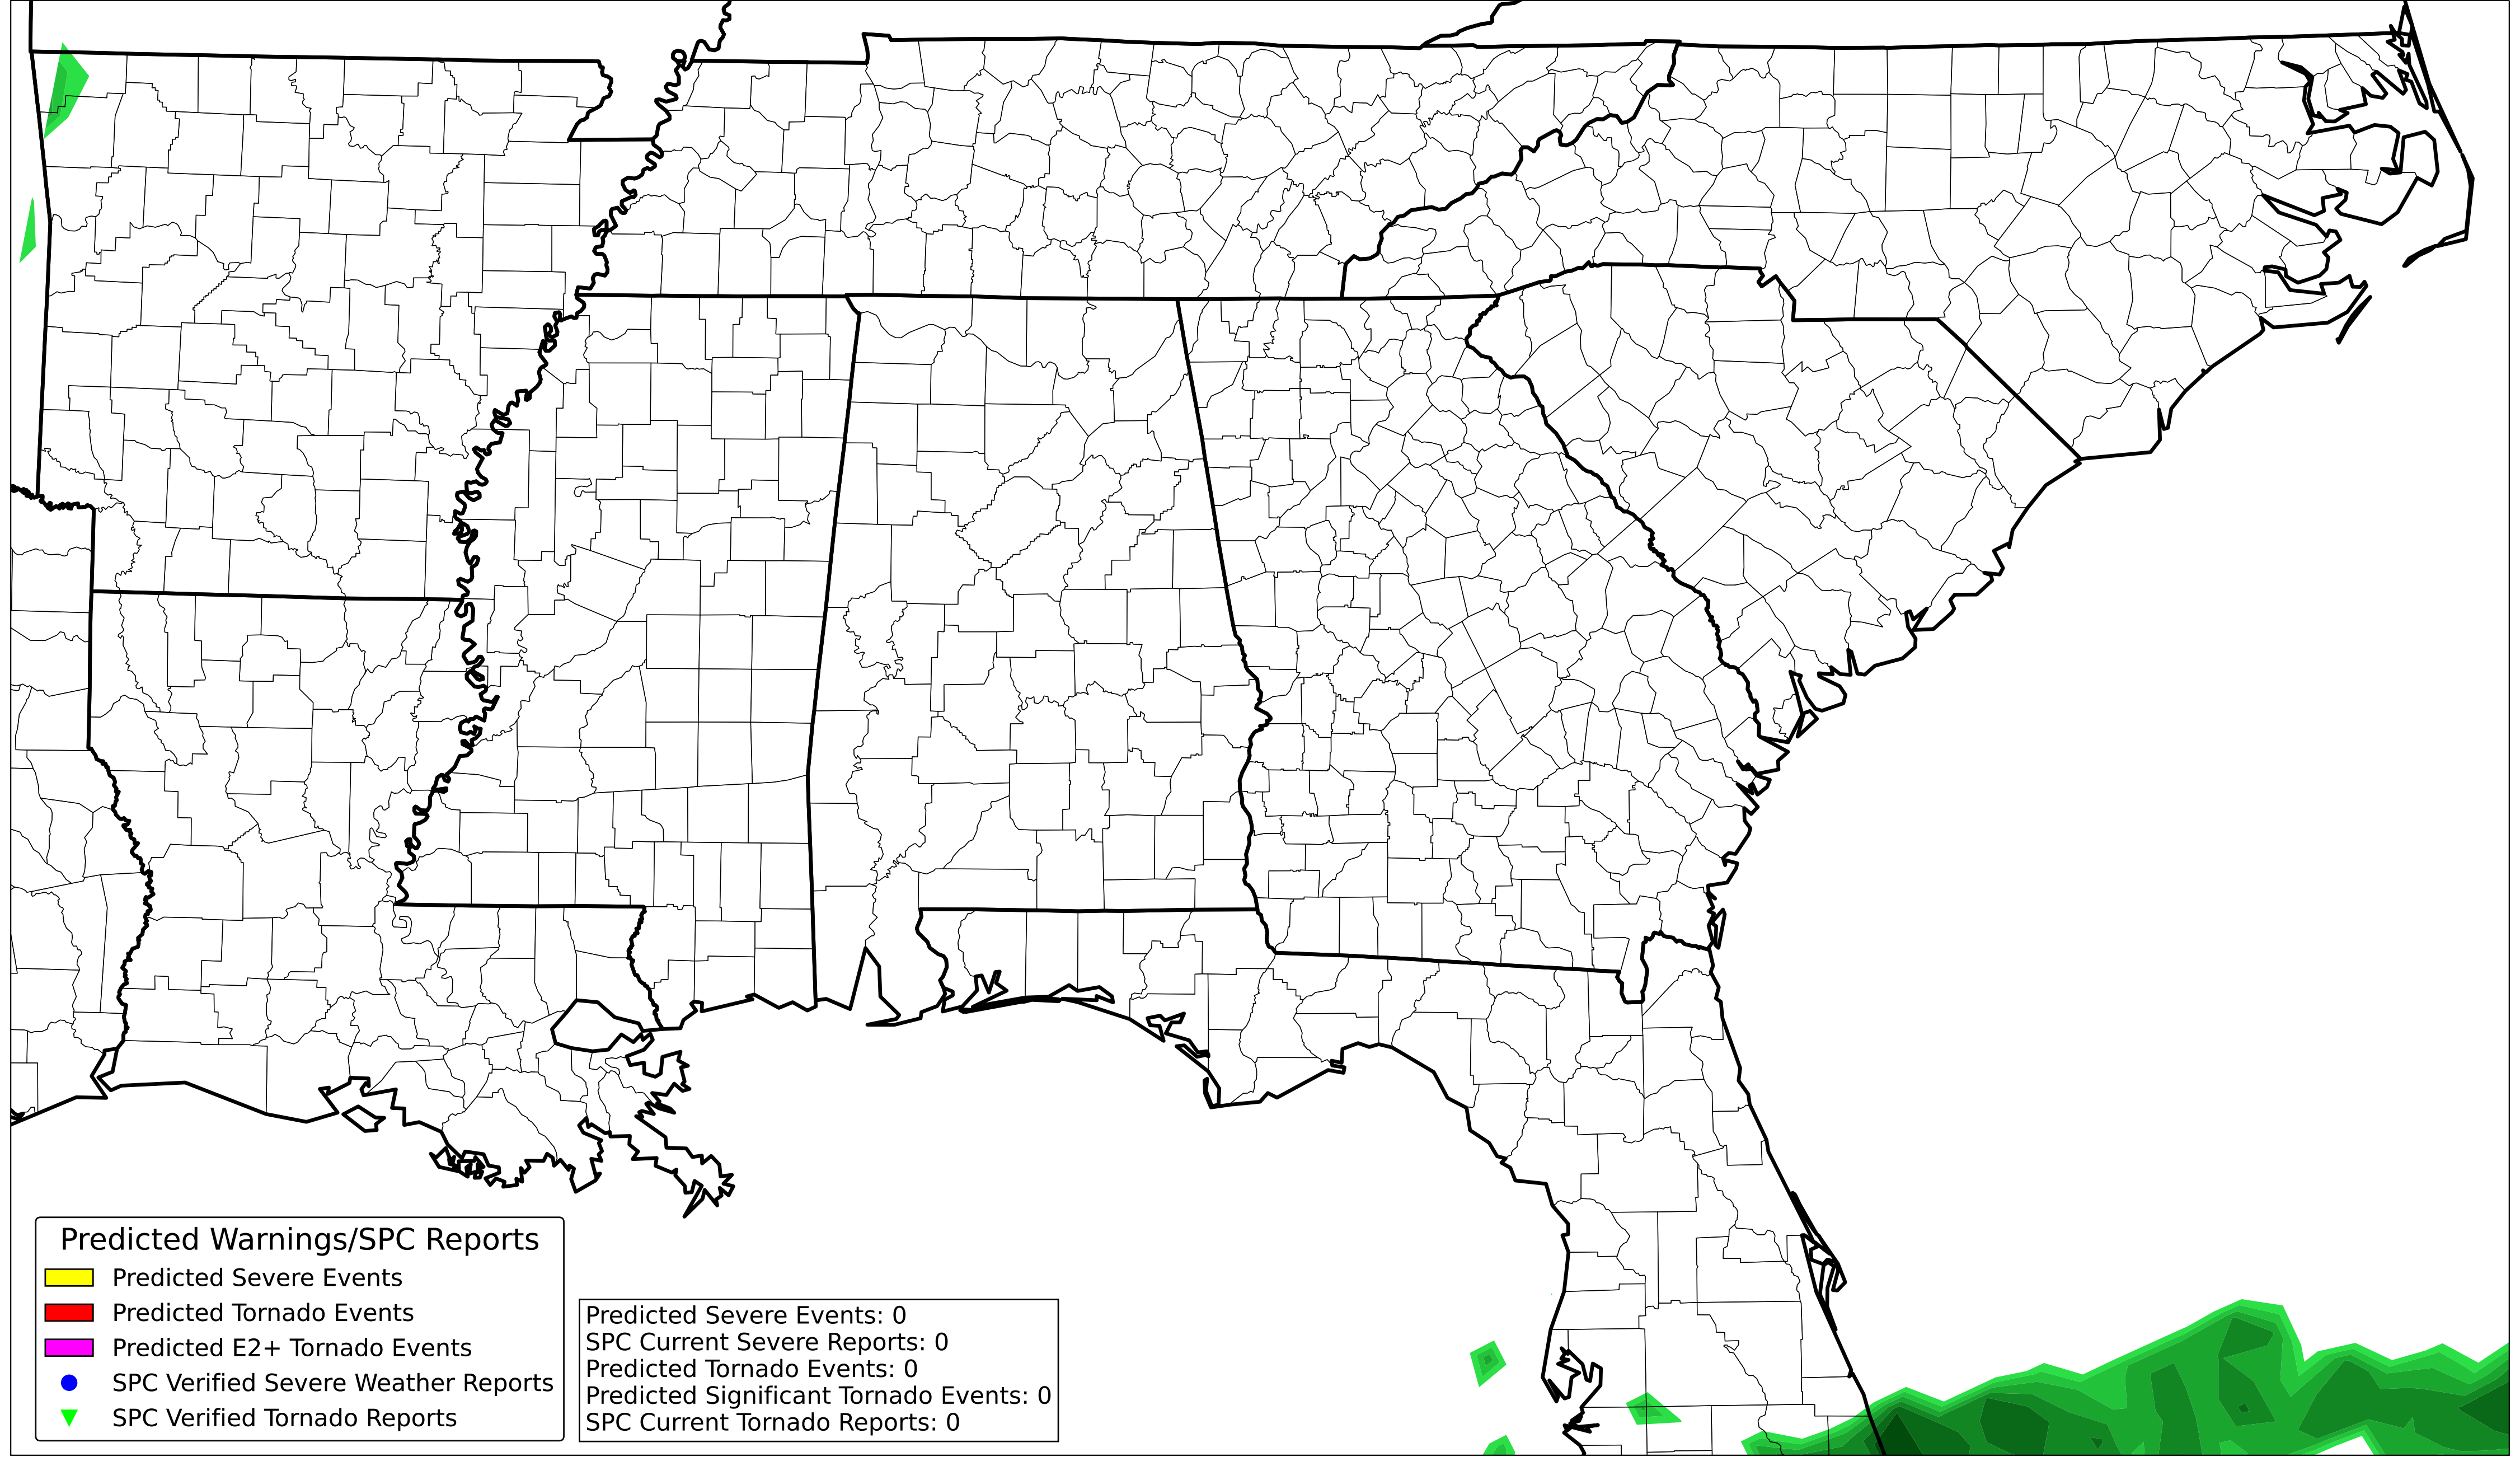 Predicted Warnings/SPC Reports
Predicted Severe Events
Predicted Tornado Events
Predicted E2+ Tornado Events
SPC Verified Severe Weather Reports
SPC Verified Tornado Reports
Predicted Severe Events: 0
SPC Current Severe Reports: 0
Predicted Tornado Events: 0
Predicted Significant Tornado Events: 0
SPC Current Tornado Reports: 0